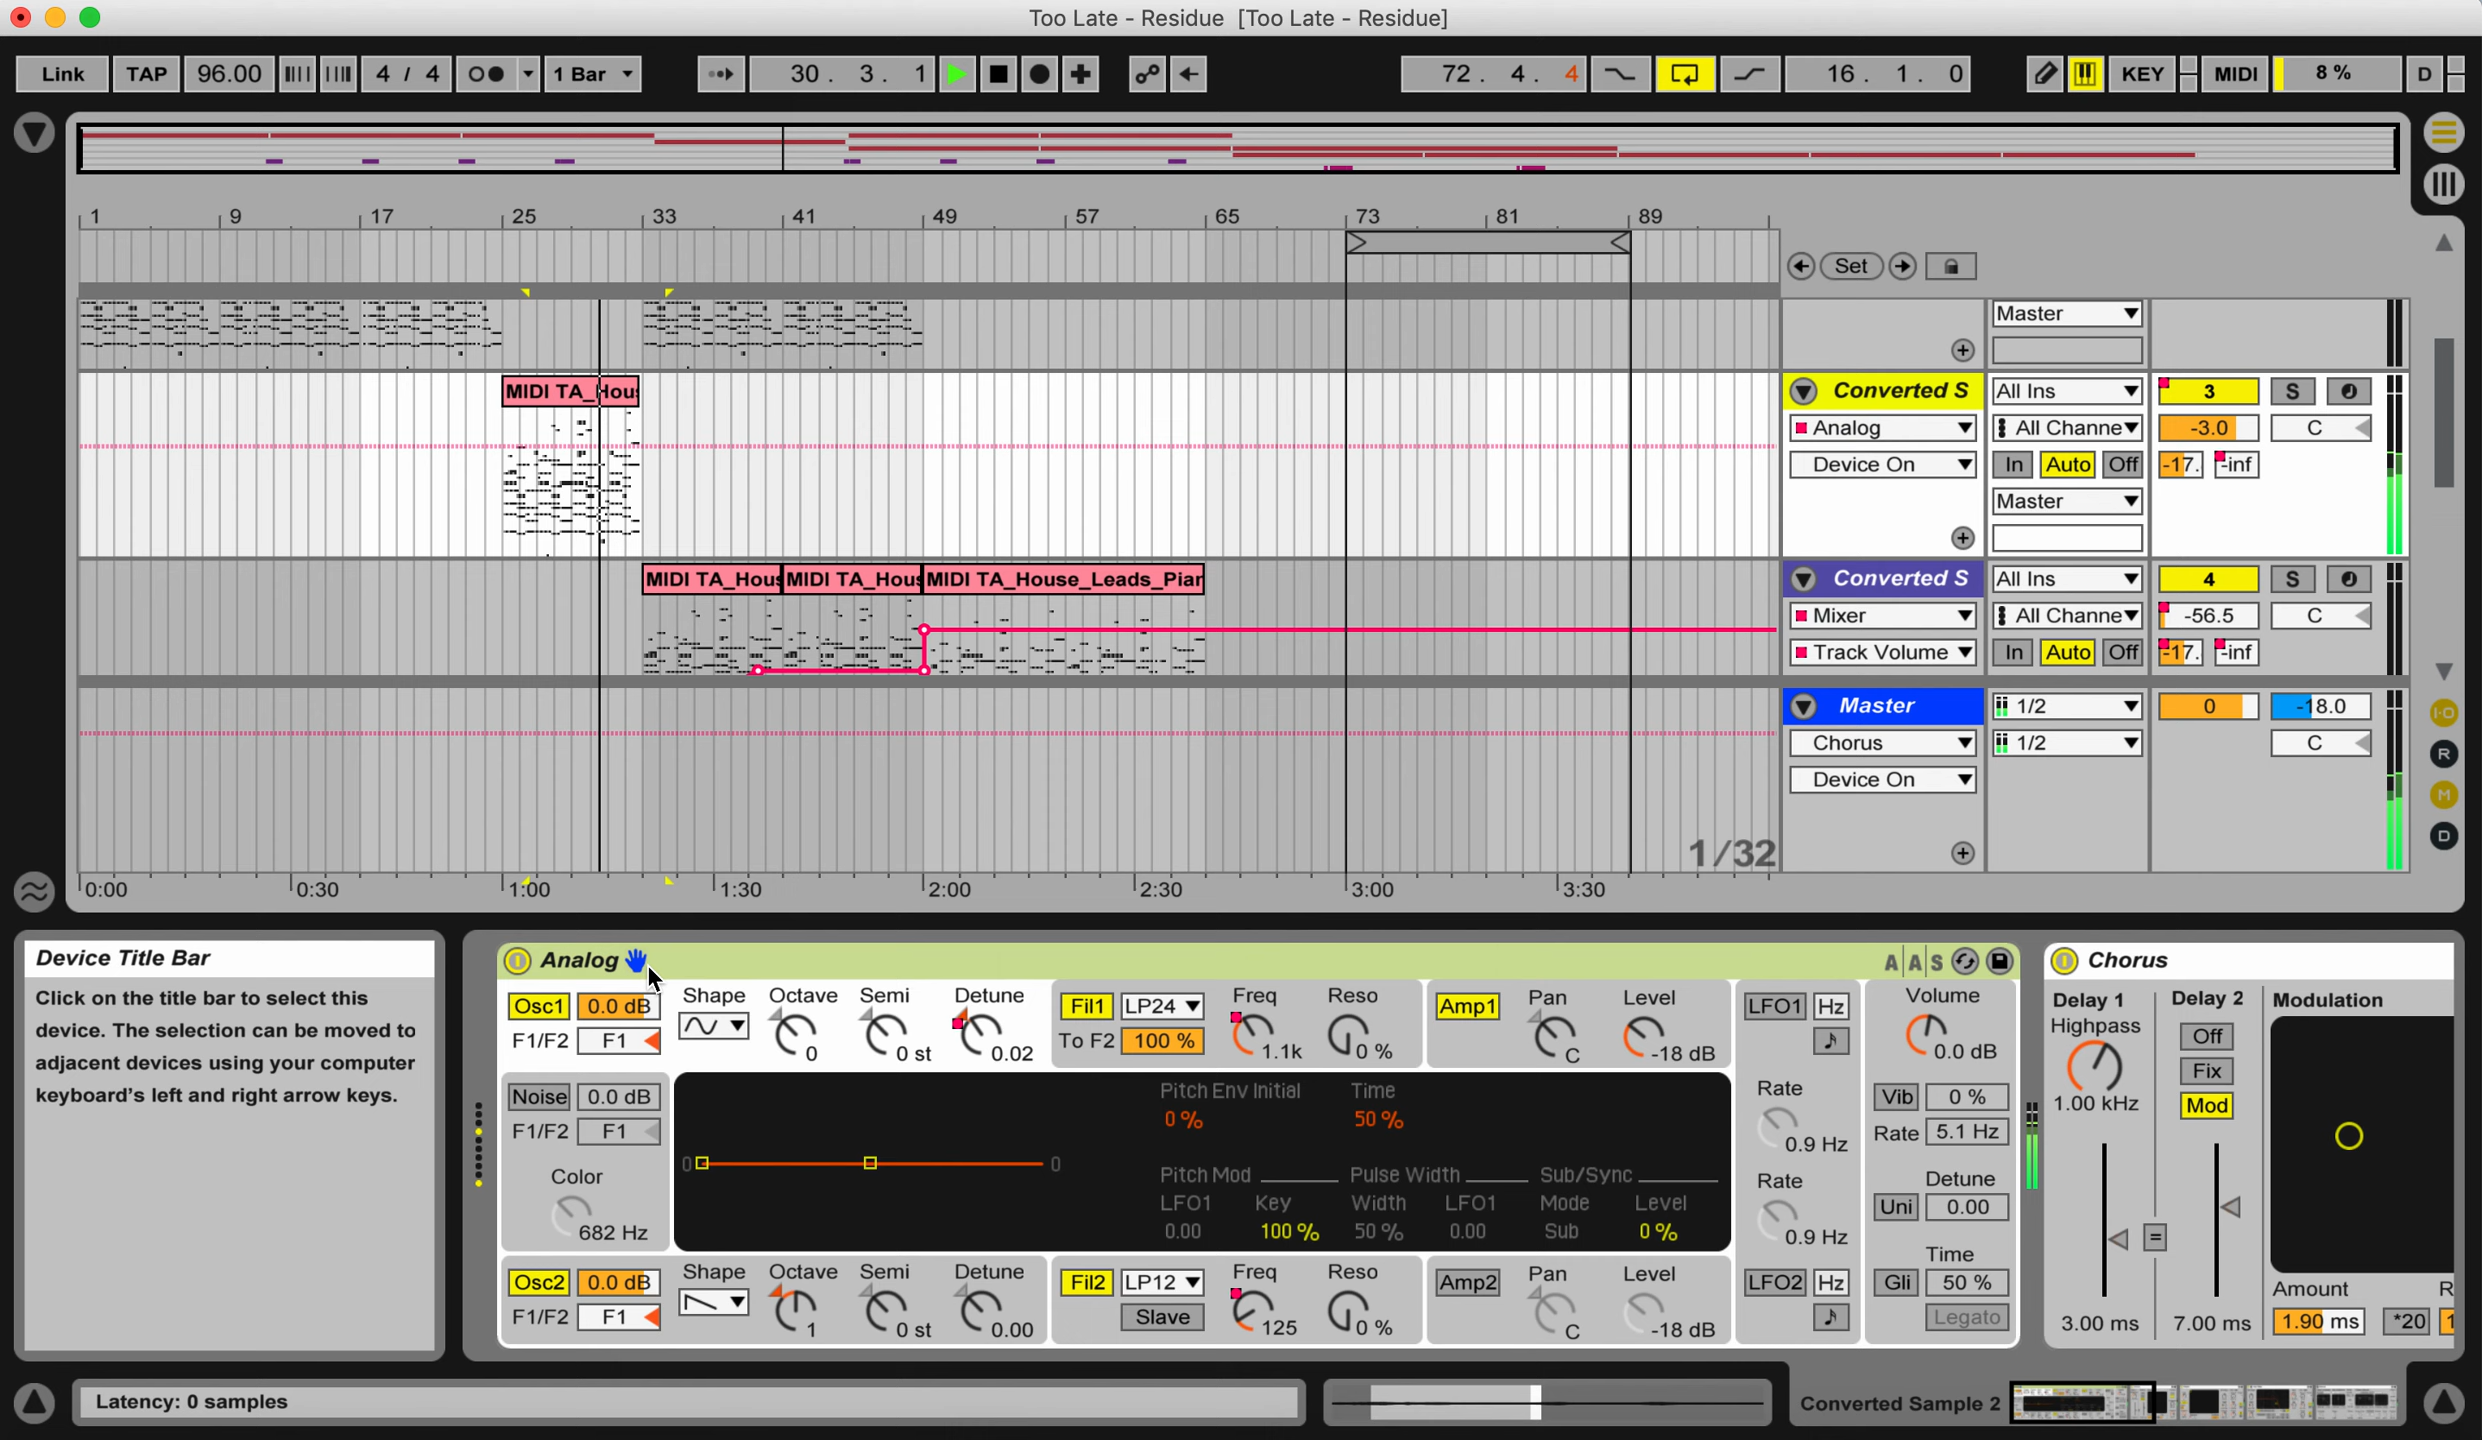 Too Late - Residue [Too Late - Residue]
Link TAP 96.00 4 / 4 1 Bar 30. 3. 1 72. 4. 4 16. 1. 0 KEY MIDI 8 % D
1 9 17 25 33 41 49 57 65 73 81 89
Set
Master
MIDI TA_Hous
Converted S All Ins 3 S
Analog All Channe -3.0 C
Device On In Auto Off -17. -inf
Master
MIDI TA_Hous MIDI TA_Hous MIDI TA_House_Leads_Pian
Converted S All Ins 4 S
Mixer All Channe -56.5 C
Track Volume In Auto Off -17. -inf
Master 1/2 0 -18.0
Chorus 1/2 C
Device On
I-O
R
M
D
1/32
0:00 0:30 1:00 1:30 2:00 2:30 3:00 3:30
Device Title Bar
Click on the title bar to select this
device. The selection can be moved to
adjacent devices using your computer
keyboard's left and right arrow keys.
Analog A|A|S
Osc1 0.0 dB Shape Octave Semi Detune
F1/F2 F1 0 0 st 0.02
Fil1 LP24 Freq Reso
To F2 100 % 1.1k 0 %
Amp1 Pan Level
C -18 dB
LFO1 Hz
Volume
0.0 dB
Noise 0.0 dB
F1/F2 F1
Color
682 Hz
0 0
Pitch Env Initial Time
0 % 50 %
Pitch Mod Pulse Width Sub/Sync
LFO1 Key Width LFO1 Mode Level
0.00 100 % 50 % 0.00 Sub 0 %
Rate
0.9 Hz
Rate
0.9 Hz
Vib 0 %
Rate 5.1 Hz
Detune
Uni 0.00
Time
Gli 50 %
Legato
Osc2 0.0 dB Shape Octave Semi Detune
F1/F2 F1 1 0 st 0.00
Fil2 LP12 Freq Reso
Slave 125 0 %
Amp2 Pan Level
C -18 dB
LFO2 Hz
Chorus
Delay 1 Delay 2 Modulation
Highpass Off
Fix
1.00 kHz Mod
=
Amount R
3.00 ms 7.00 ms 1.90 ms *20 1
Latency: 0 samples
Converted Sample 2